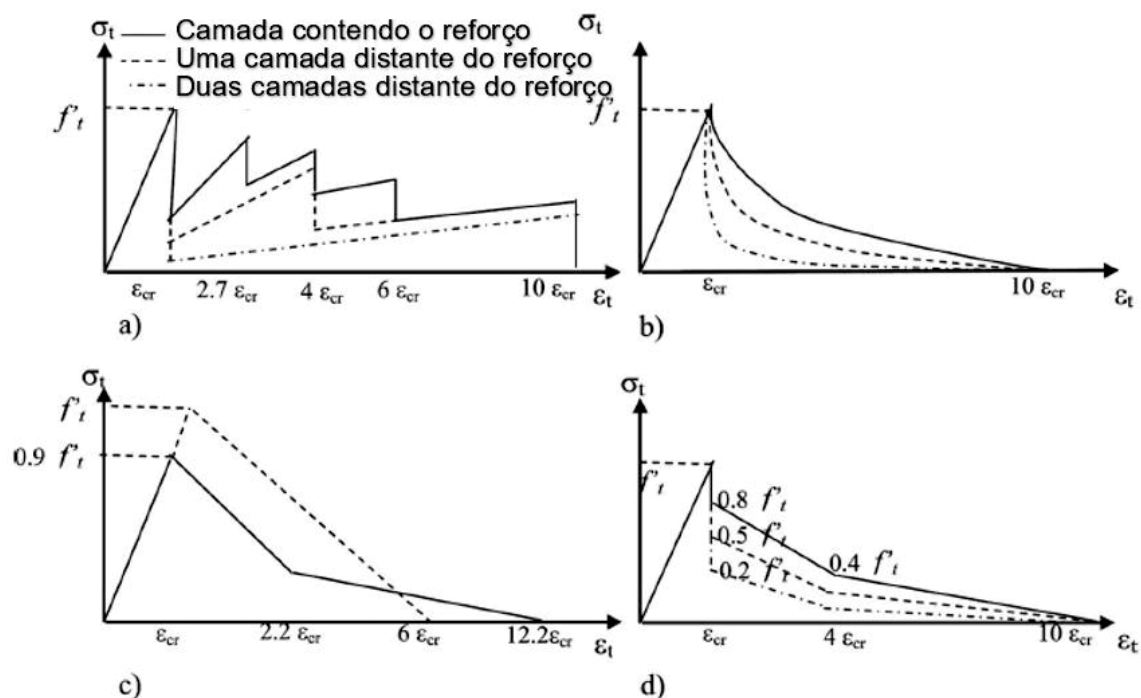 σt
Camada contendo o reforço
Uma camada distante do reforço
Duas camadas distante do reforço
f't
εcr 2.7 εcr 4 εcr 6 εcr 10 εcr εt
a)
σt
f't
εcr 10 εcr εt
b)
σt
f't
0.9 f't
εcr 2.2 εcr 6 εcr 12.2εcr εt
c)
σt
f't
0.8 f't
0.5 f't
0.4 f't
0.2 f't
εcr 4 εcr 10 εcr εt
d)